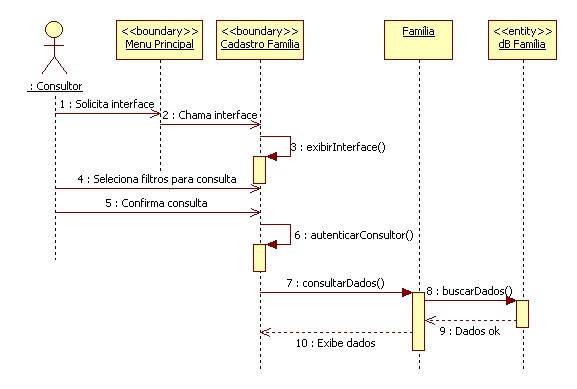 <<boundary>>
Menu Principal
<<boundary>>
Cadastro Família
Família
<<entity>>
dB Família
: Consultor
1 : Solicita interface
2 : Chama interface
3 : exibirInterface()
4 : Seleciona filtros para consulta
5 : Confirma consulta
6 : autenticarConsultor()
7 : consultarDados()
8 : buscarDados()
9 : Dados ok
10 : Exibe dados